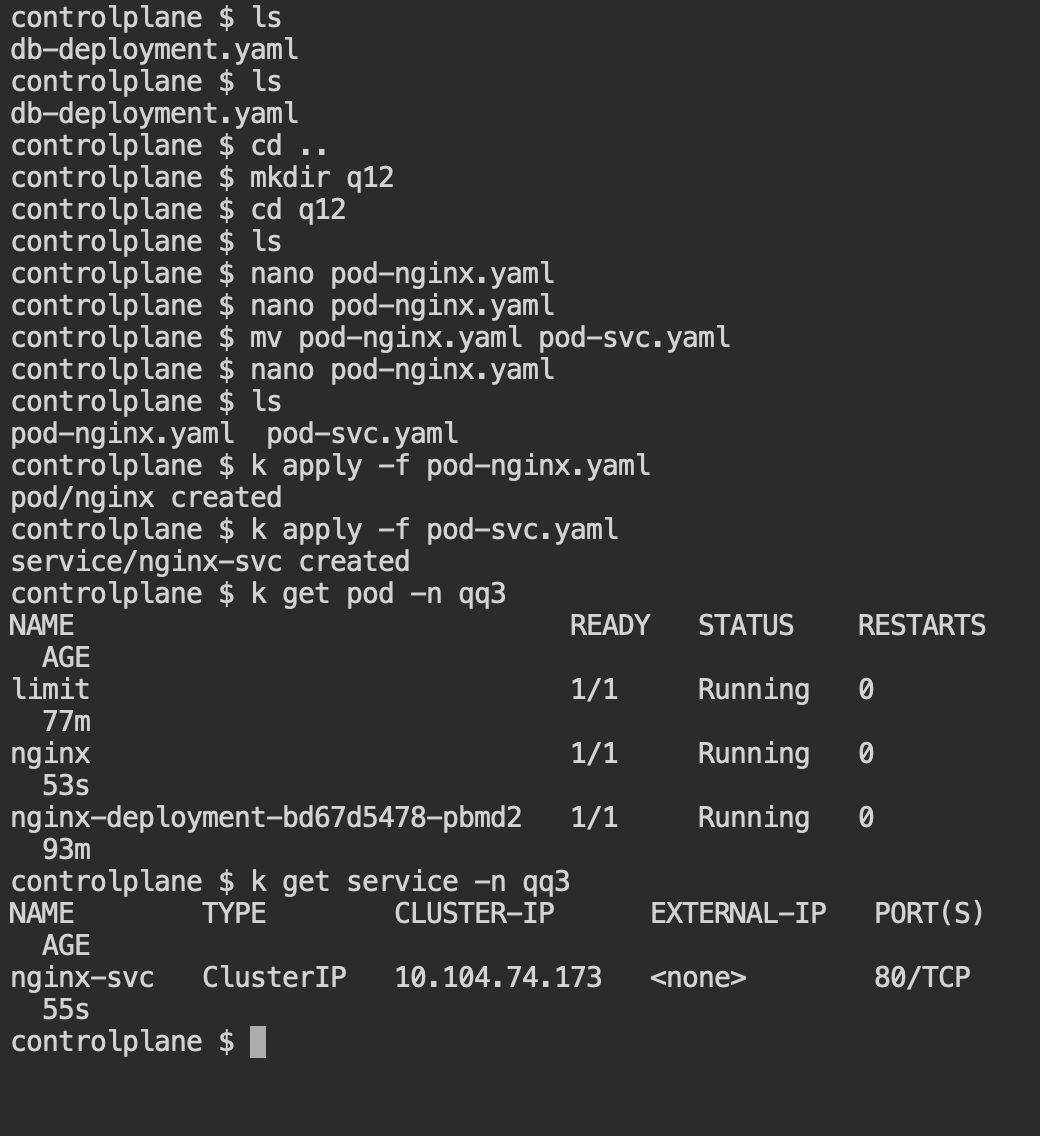 controlplane $ ls
db-deployment.yaml
controlplane $ ls
db-deployment.yaml
controlplane $ cd ..
controlplane $ mkdir q12
controlplane $ cd q12
controlplane $ ls
controlplane $ nano pod-nginx.yaml
controlplane $ nano pod-nginx.yaml
controlplane $ mv pod-nginx.yaml pod-svc.yaml
controlplane $ nano pod-nginx.yaml
controlplane $ ls
pod-nginx.yaml  pod-svc.yaml
controlplane $ k apply -f pod-nginx.yaml
pod/nginx created
controlplane $ k apply -f pod-svc.yaml
service/nginx-svc created
controlplane $ k get pod -n qq3
NAME                               READY   STATUS    RESTARTS
  AGE
limit                              1/1     Running   0
  77m
nginx                              1/1     Running   0
  53s
nginx-deployment-bd67d5478-pbmd2   1/1     Running   0
  93m
controlplane $ k get service -n qq3
NAME        TYPE        CLUSTER-IP      EXTERNAL-IP   PORT(S)
  AGE
nginx-svc   ClusterIP   10.104.74.173   <none>        80/TCP
  55s
controlplane $